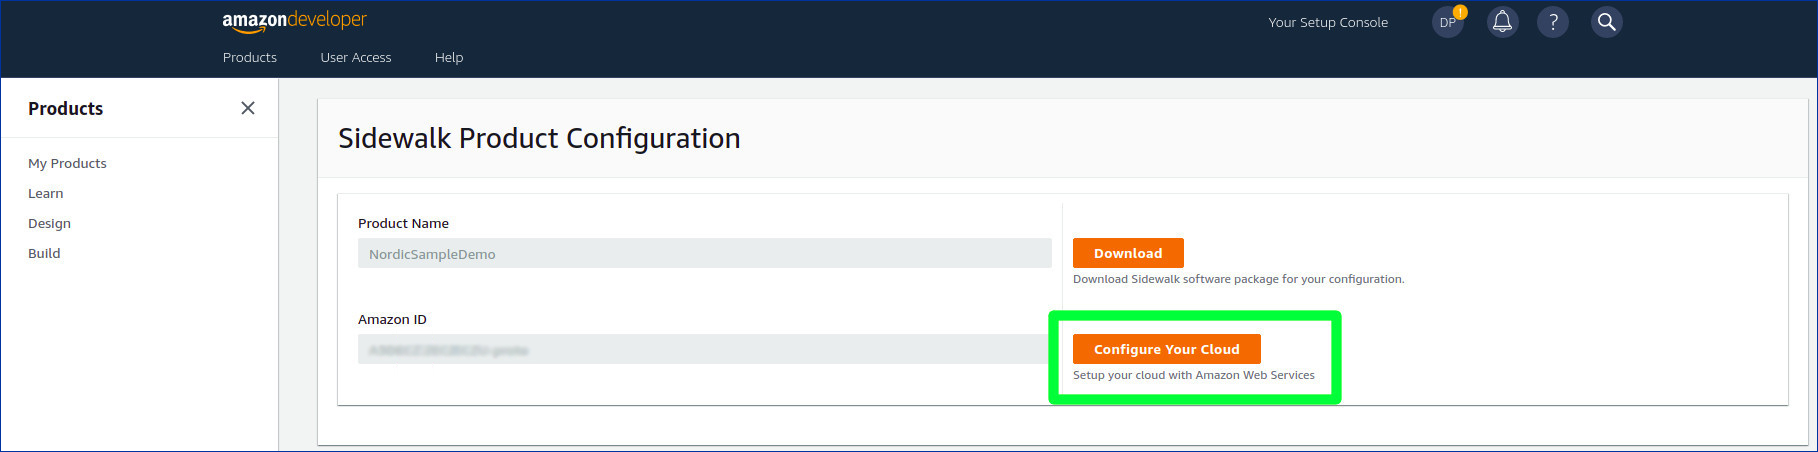 amazondeveloper
Your Setup Console
DP
!
?
Products
User Access
Help
Products
My Products
Learn
Design
Build
Sidewalk Product Configuration
Product Name
NordicSampleDemo
Download
Download Sidewalk software package for your configuration.
Amazon ID
Configure Your Cloud
Setup your cloud with Amazon Web Services